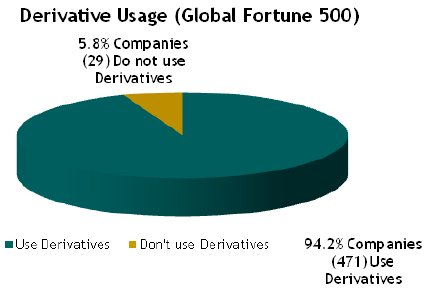 Derivative Usage (Global Fortune 500)
5.8% Companies
(29) Do not use
Derivatives
Use Derivatives
Don't use Derivatives
94.2% Companies
(471) Use
Derivatives